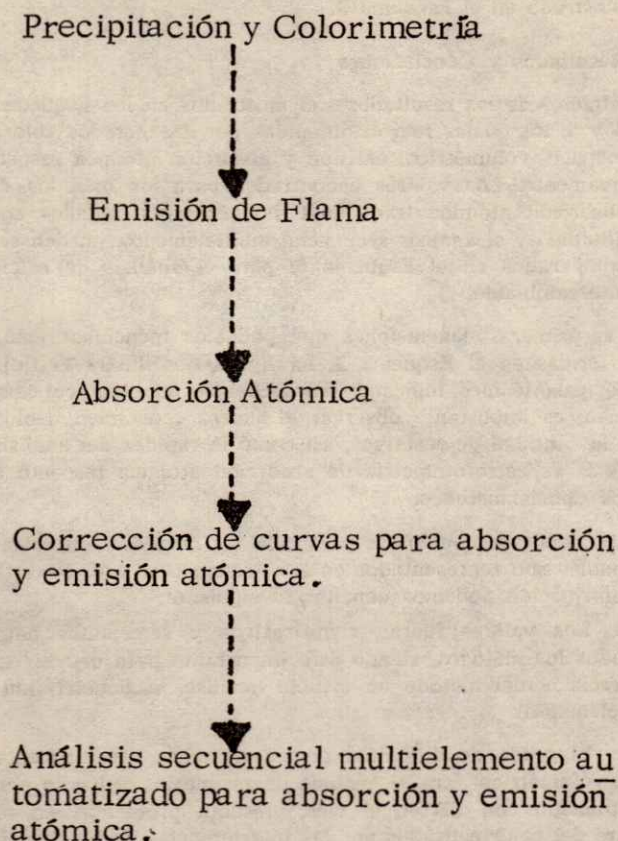 Precipitación y Colorimetría
Emisión de Flama
Absorción Atómica
Corrección de curvas para absorción
y emisión atómica.
Análisis secuencial multielemento au
tomatizado para absorción y emisión
atómica.